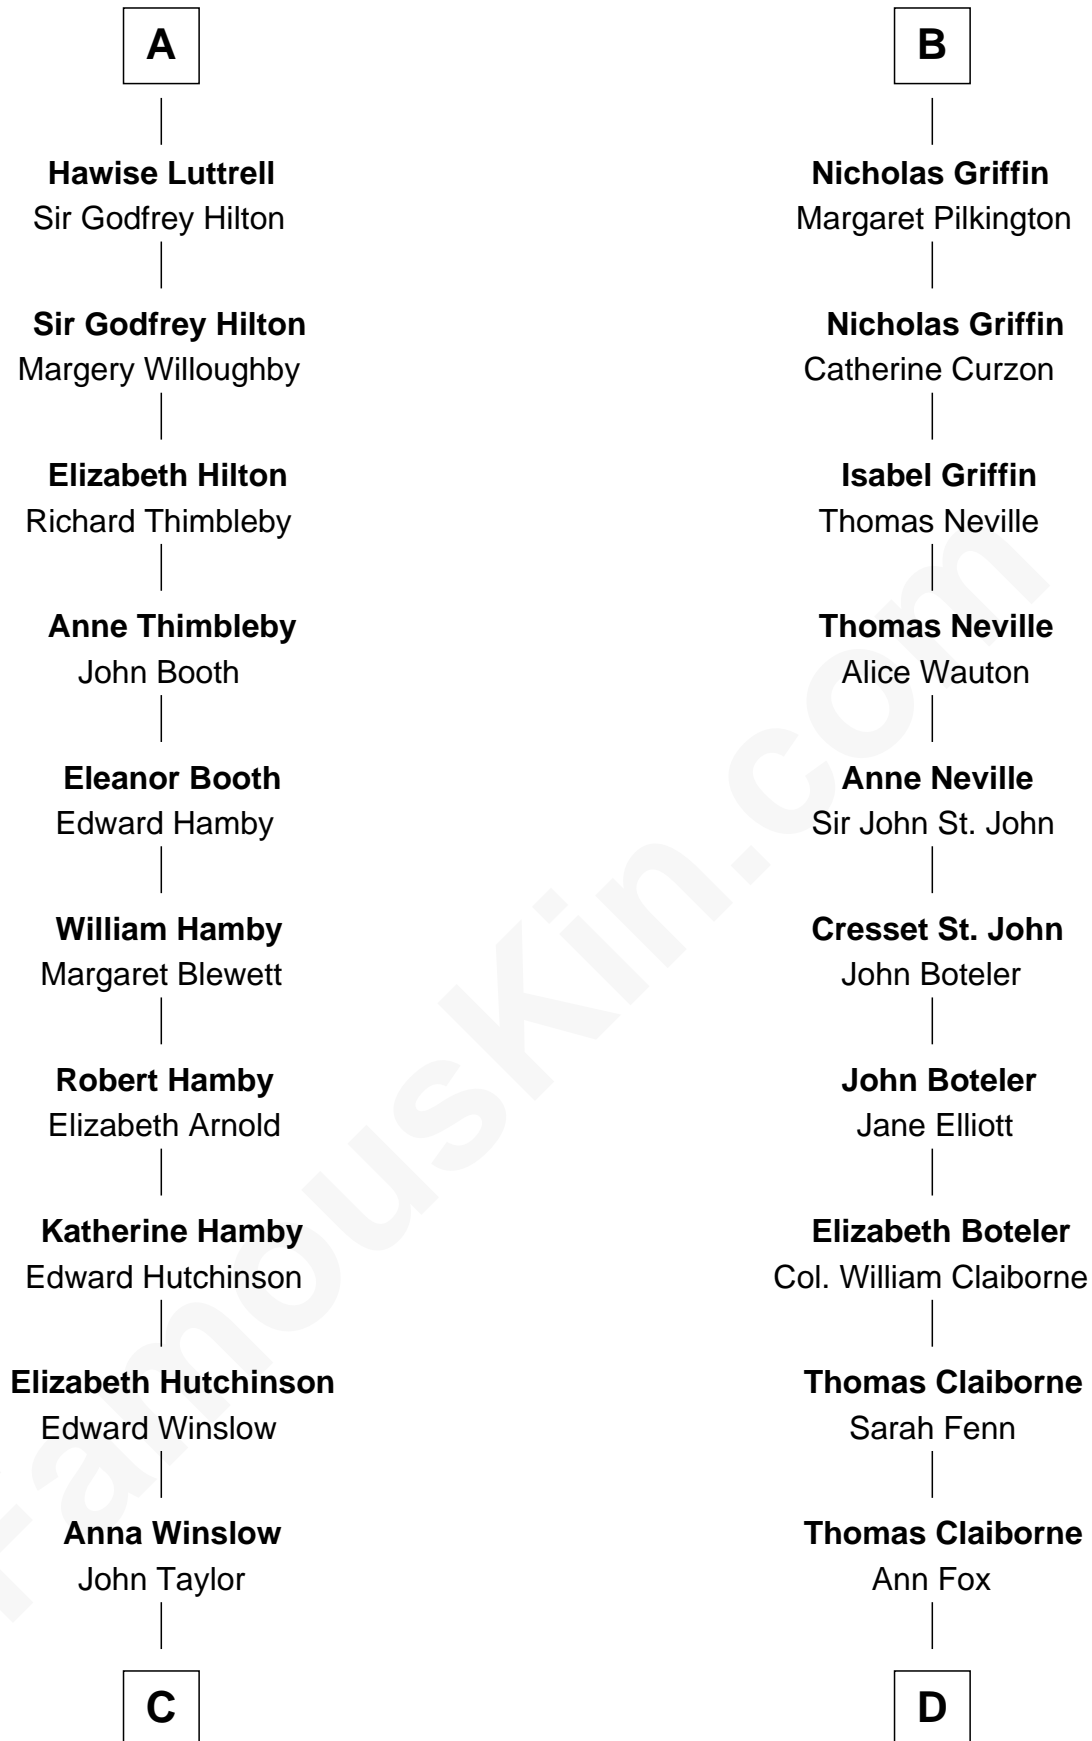 A
Hawise Luttrell
Sir Godfrey Hilton
Sir Godfrey Hilton
Margery Willoughby
Elizabeth Hilton
Richard Thimbleby
Anne Thimbleby
John Booth
Eleanor Booth
Edward Hamby
William Hamby
Margaret Blewett
Robert Hamby
Elizabeth Arnold
Katherine Hamby
Edward Hutchinson
Elizabeth Hutchinson
Edward Winslow
Anna Winslow
John Taylor
C
B
Nicholas Griffin
Margaret Pilkington
Nicholas Griffin
Catherine Curzon
Isabel Griffin
Thomas Neville
Thomas Neville
Alice Wauton
Anne Neville
Sir John St. John
Cresset St. John
John Boteler
John Boteler
Jane Elliott
Elizabeth Boteler
Col. William Claiborne
Thomas Claiborne
Sarah Fenn
Thomas Claiborne
Ann Fox
D
FamousKin.com